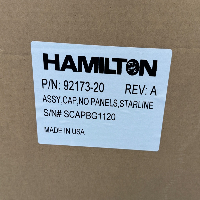 HAMILTON
P/N: 92173-20 REV: A
ASSY,CAP,NO PANELS,STARLINE
S/N# SCAPBG1120
MADE IN USA